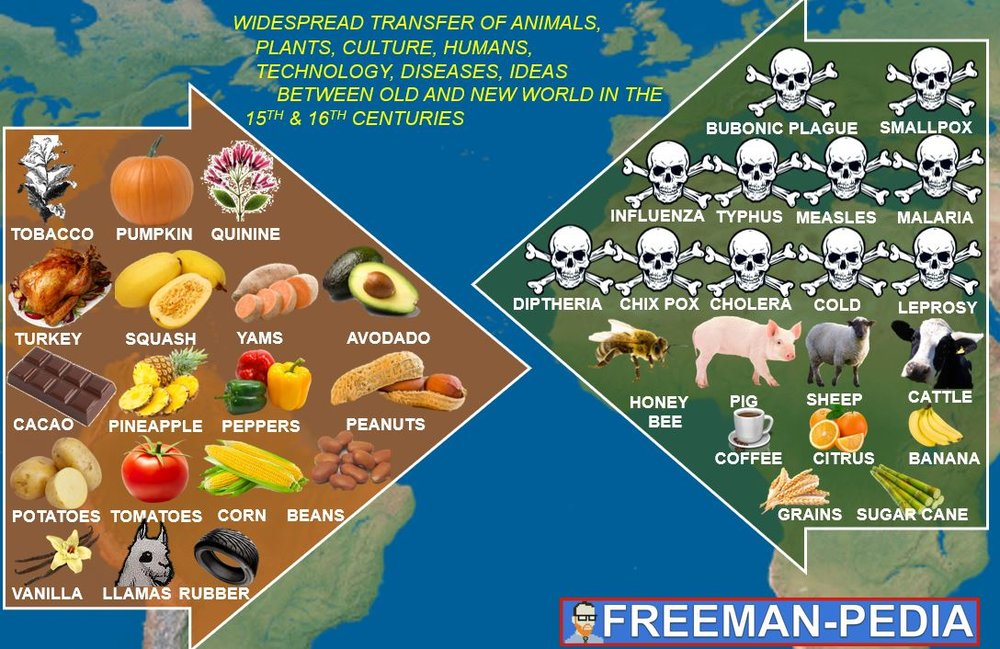 WIDESPREAD TRANSFER OF ANIMALS,
PLANTS, CULTURE, HUMANS,
TECHNOLOGY, DISEASES, IDEAS
BETWEEN OLD AND NEW WORLD IN THE
15TH & 16TH CENTURIES
TOBACCO PUMPKIN QUININE
TURKEY SQUASH YAMS AVODADO
CACAO PINEAPPLE PEPPERS PEANUTS
POTATOES TOMATOES CORN BEANS
VANILLA LLAMAS RUBBER
BUBONIC PLAGUE SMALLPOX
INFLUENZA TYPHUS MEASLES MALARIA
DIPTHERIA CHIX POX CHOLERA COLD LEPROSY
HONEY
BEE
PIG SHEEP CATTLE
COFFEE CITRUS BANANA
GRAINS SUGAR CANE
FREEMAN-PEDIA